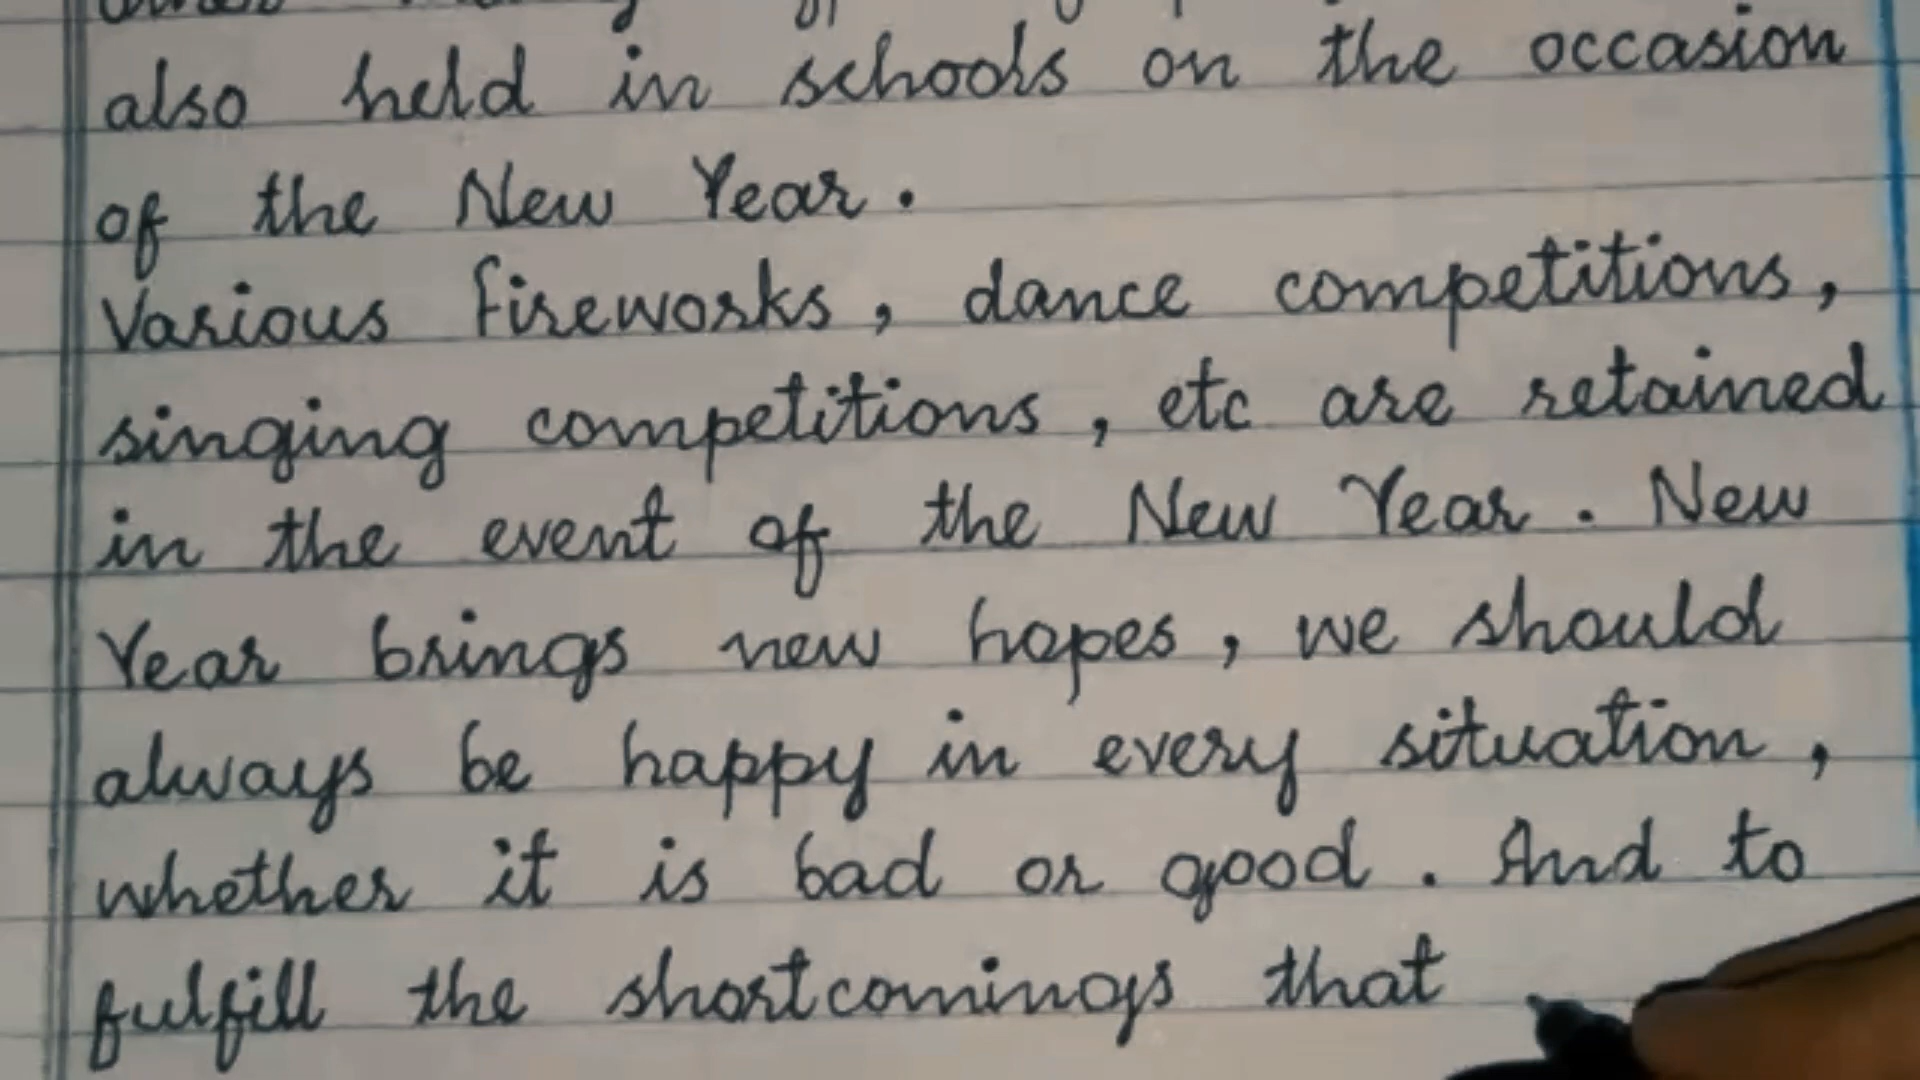 also held in schools on the occasion
of the New Year.
Various fireworks, dance competitions,
singing competitions, etc are retained
in the event of the New Year. New
Year brings new hopes, we should
always be happy in every situation,
whether it is bad or good. And to
fulfill the shortcomings that